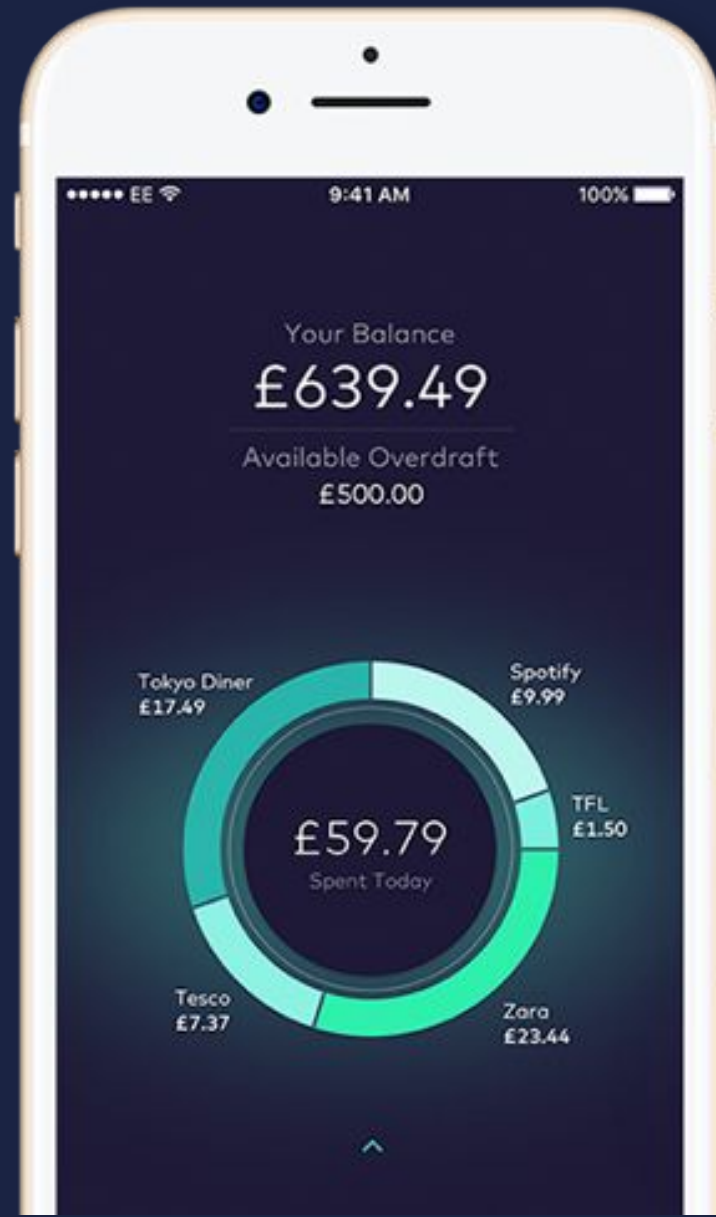 EE 9:41 AM 100%
Your Balance
£639.49
Available Overdraft
£500.00
Tokyo Diner
£17.49
Spotify
£9.99
TFL
£1.50
£59.79
Spent Today
Tesco
£7.37
Zara
£23.44